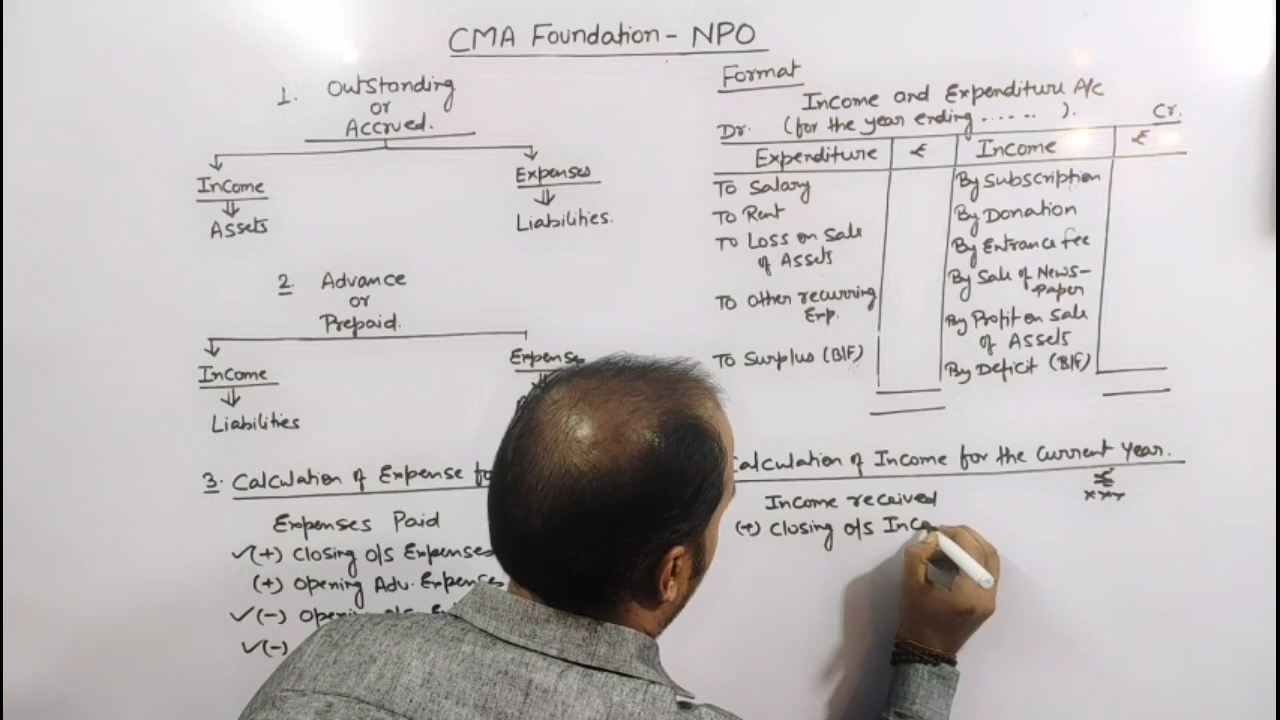 CMA Foundation - NPO
1. Outstanding
or
Accrued.
Income
Expenses
⇓
⇓
Assets
Liabilities.
2. Advance
or
Prepaid.
Income
Expenses
⇓
Liabilities
3. Calculation of Expense
Expenses Paid
✓(+) Closing o/s Expenses
(+) Opening Adv. Expenses
✓(-)
✓(-)
Format
Income and Expenditure A/c
Dr. (for the year ending ......). Cr.
Expenditure ₹ Income ₹
To Salary
To Rent
To Loss on Sale
of Assets
To Other recurring
Exp.
To Surplus (B/F)
By Subscription
By Donation
By Entrance fee
By Sale of News-
Paper
By Profit on Sale
of Assets
By Deficit (B/F)
Calculation of Income for the Current Year.
₹
Income received xxx
(+) Closing o/s Inco